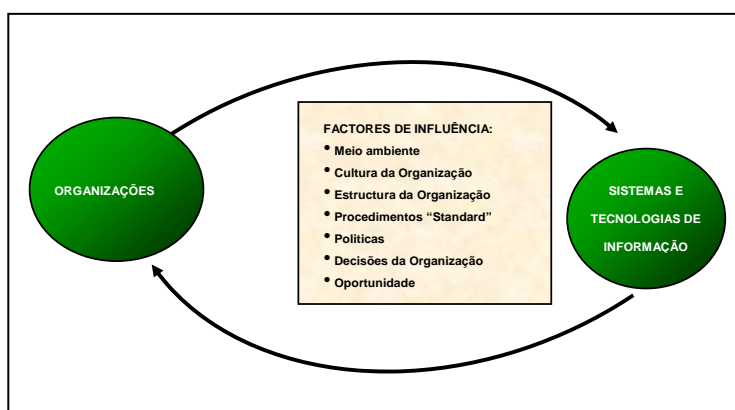 ORGANIZAÇÕES
FACTORES DE INFLUÊNCIA:
• Meio ambiente
• Cultura da Organização
• Estructura da Organização
• Procedimentos “Standard”
• Politicas
• Decisões da Organização
• Oportunidade
SISTEMAS E
TECNOLOGIAS DE
INFORMAÇÃO